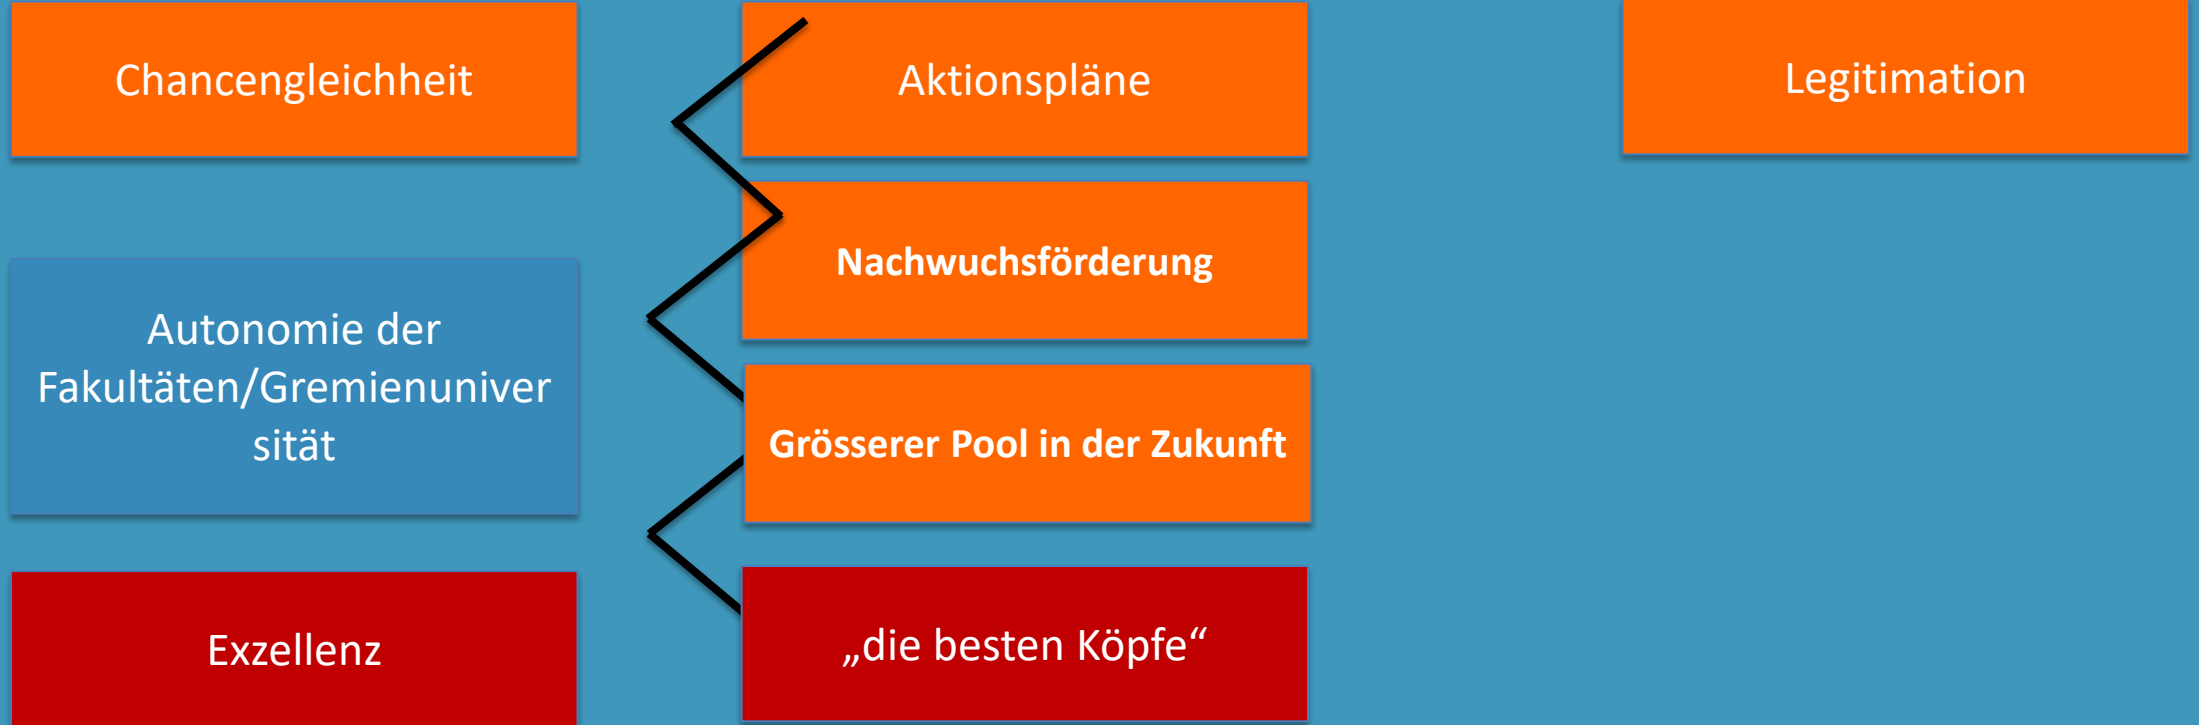 Chancengleichheit
Aktionspläne
Legitimation
Nachwuchsförderung
Autonomie der
Fakultäten/Gremienuniver
sität
Grösserer Pool in der Zukunft
Exzellenz
„die besten Köpfe“